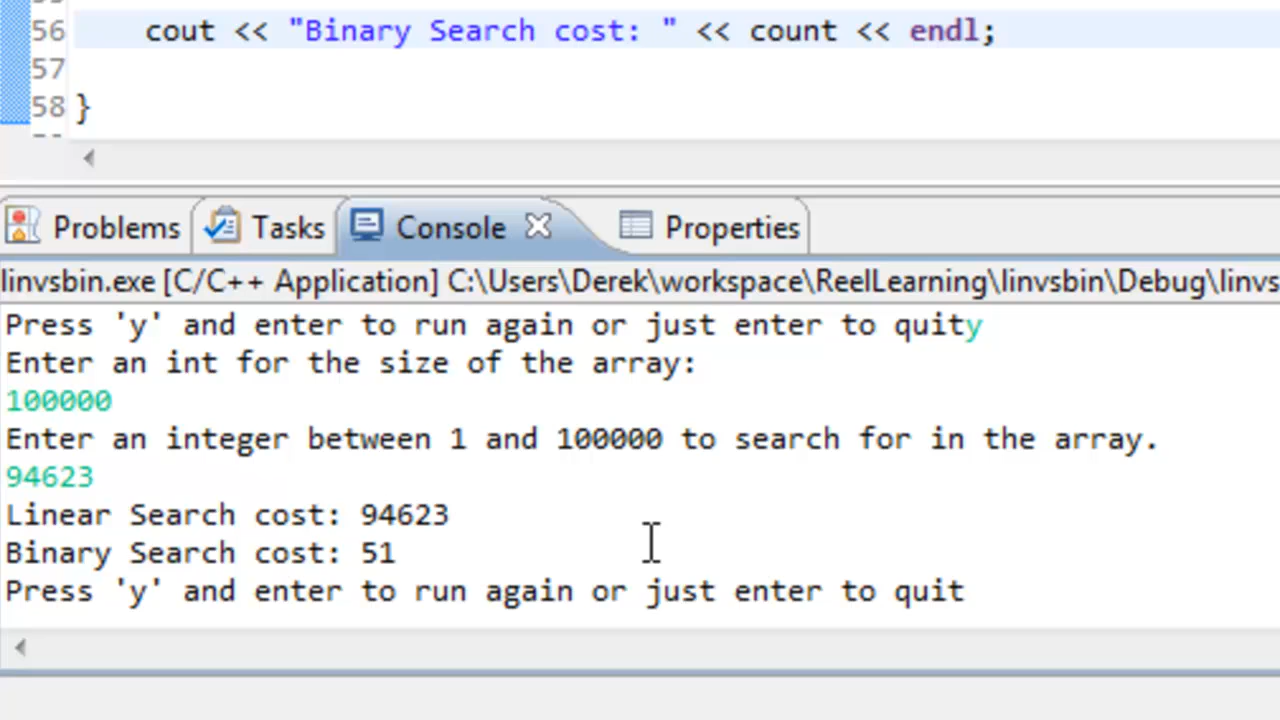 56 cout << "Binary Search cost: " << count << endl;
57
58 }
Problems Tasks Console Properties
linvsbin.exe [C/C++ Application] C:\Users\Derek\workspace\ReelLearning\linvsbin\Debug\linvs
Press 'y' and enter to run again or just enter to quity
Enter an int for the size of the array:
100000
Enter an integer between 1 and 100000 to search for in the array.
94623
Linear Search cost: 94623
Binary Search cost: 51
Press 'y' and enter to run again or just enter to quit